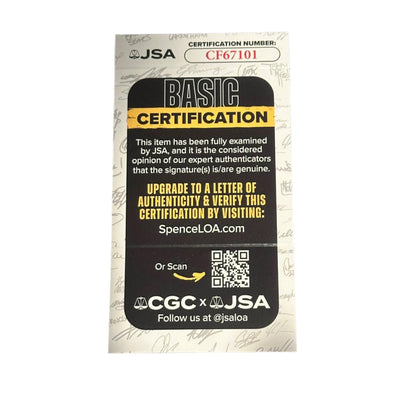 JSA
CERTIFICATION NUMBER:
CF67101
BASIC
CERTIFICATION
This item has been fully examined
by JSA, and it is the considered
opinion of our expert authenticators
that the signature(s) is/are genuine.
UPGRADE TO A LETTER OF
AUTHENTICITY & VERIFY THIS
CERTIFICATION BY VISITING:
SpenceLOA.com
Or Scan
CGC x JSA
Follow us at @jsaloa